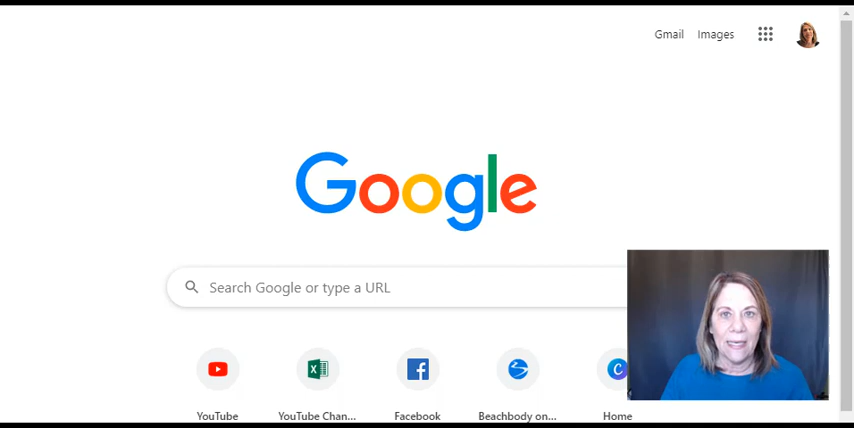 Gmail Images
Google
Search Google or type a URL
YouTube YouTube Chan... Facebook Beachbody on... Home